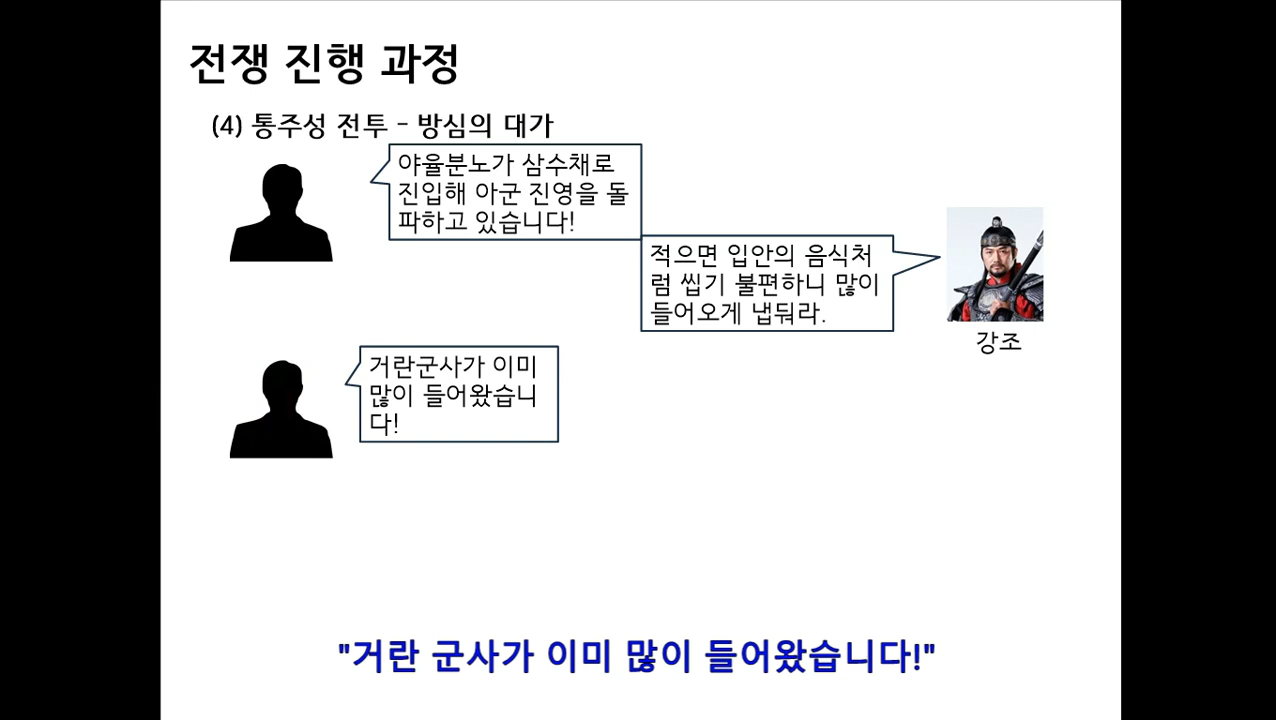 전쟁 진행 과정
(4) 통주성 전투 - 방심의 대가
야율분노가 삼수채로
진입해 아군 진영을 돌
파하고 있습니다!
적으면 입안의 음식처
럼 씹기 불편하니 많이
들어오게 냅둬라.
강조
거란군사가 이미
많이 들어왔습니
다!
"거란 군사가 이미 많이 들어왔습니다!"